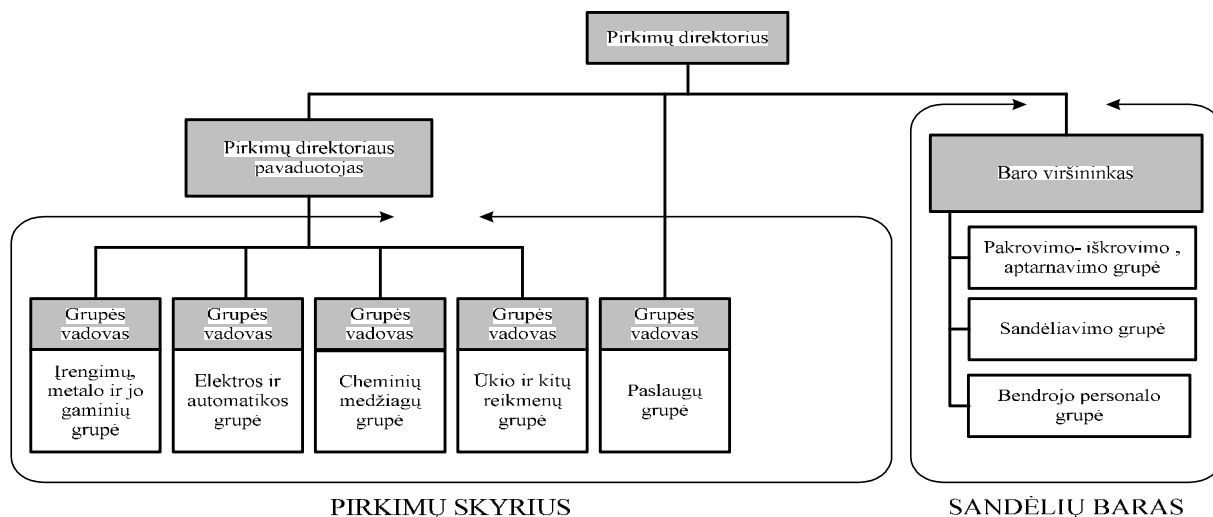 Pirkimų direktorius
Pirkimų direktoriaus
pavaduotojas
Baro viršininkas
Pakrovimo- iškrovimo ,
aptarnavimo grupė
Sandėliavimo grupė
Bendrojo personalo
grupė
Grupės
vadovas
Įrengimų,
metalo ir jo
gaminių
grupė
Grupės
vadovas
Elektros ir
automatikos
grupė
Grupės
vadovas
Cheminių
medžiagų
grupė
Grupės
vadovas
Ūkio ir kitų
reikmenų
grupė
Grupės
vadovas
Paslaugų
grupė
PIRKIMŲ SKYRIUS
SANDĖLIŲ BARAS